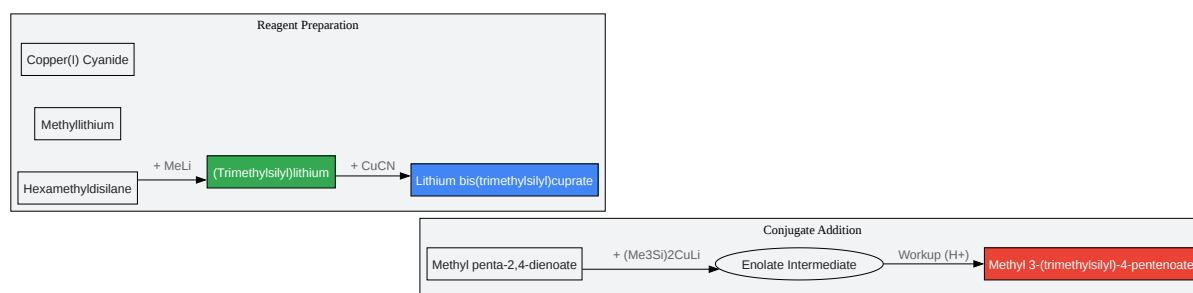 Reagent Preparation
Copper(I) Cyanide
Methyllithium
+ MeLi
+ CuCN
Hexamethyldisilane
(Trimethylsilyl)lithium
Lithium bis(trimethylsilyl)cuprate
Conjugate Addition
Methyl penta-2,4-dienoate
+ (Me3Si)2CuLi
Enolate Intermediate
Workup (H+)
Methyl 3-(trimethylsilyl)-4-pentenoate